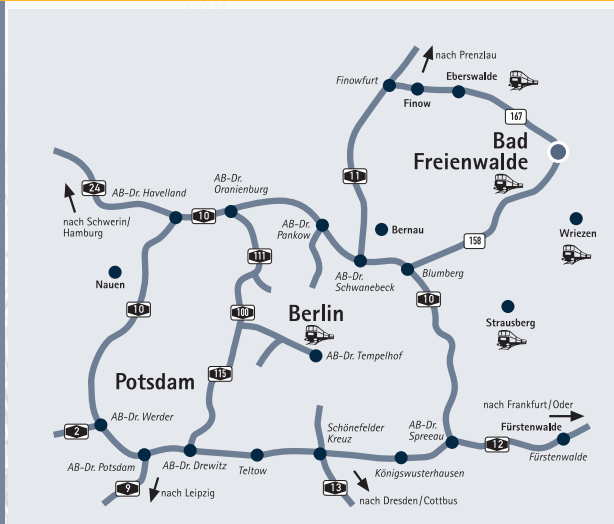 nach Prenzlau
Finowfurt
Eberswalde
Finow
167
Bad
Freienwalde
24
AB-Dr. Havelland
AB-Dr.
Oranienburg
11
nach Schwerin/
Hamburg
10
AB-Dr.
Pankow
Bernau
158
Wriezen
111
AB-Dr.
Schwanebeck
Blumberg
Nauen
10
100
Berlin
10
Strausberg
AB-Dr. Tempelhof
Potsdam
115
nach Frankfurt/Oder
2
AB-Dr. Werder
Schönefelder
Kreuz
AB-Dr.
Spreeau
Fürstenwalde
12
AB-Dr. Potsdam
AB-Dr. Drewitz
Teltow
Königswusterhausen
Fürstenwalde
9
nach Leipzig
13
nach Dresden/Cottbus